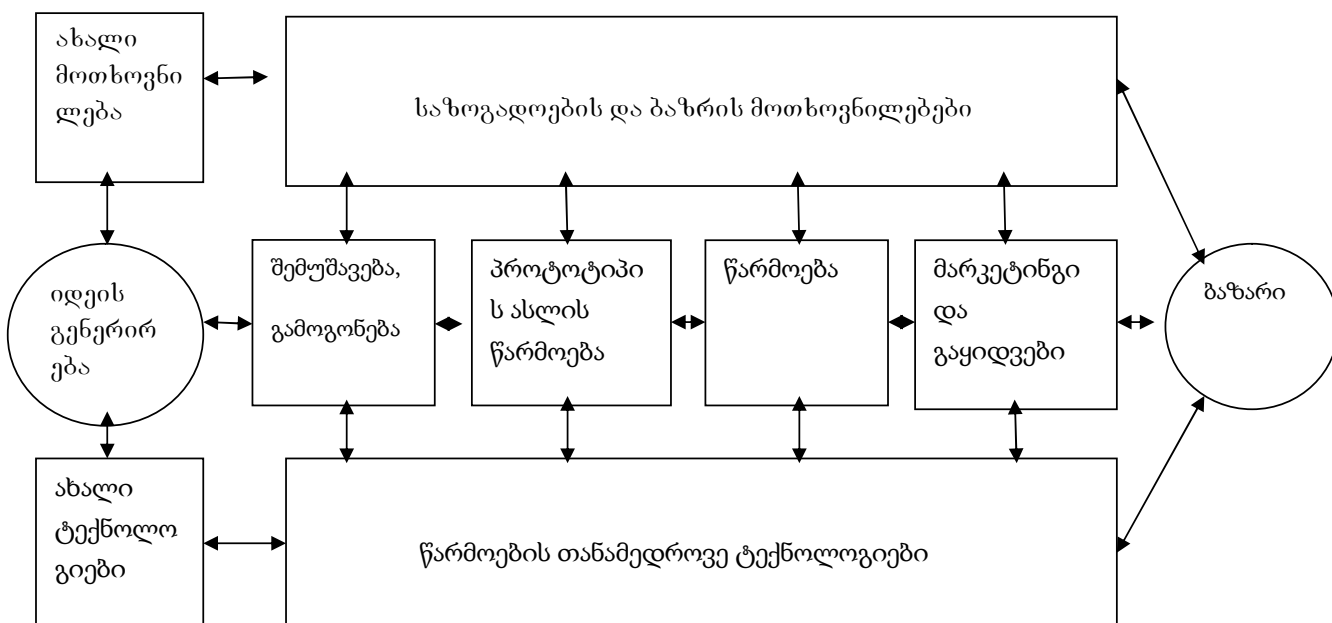 ახალი
მოთხოვნი
ლება
საზოგადოების და ბაზრის მოთხოვნილებები
იდეის
გენერირ
ება
შემუშავება,
გამოგონება
პროტოტიპი
ს ასლის
წარმოება
წარმოება
მარკეტინგი
და
გაყიდვები
ბაზარი
ახალი
ტექნოლო
გიები
წარმოების თანამედროვე ტექნოლოგიები